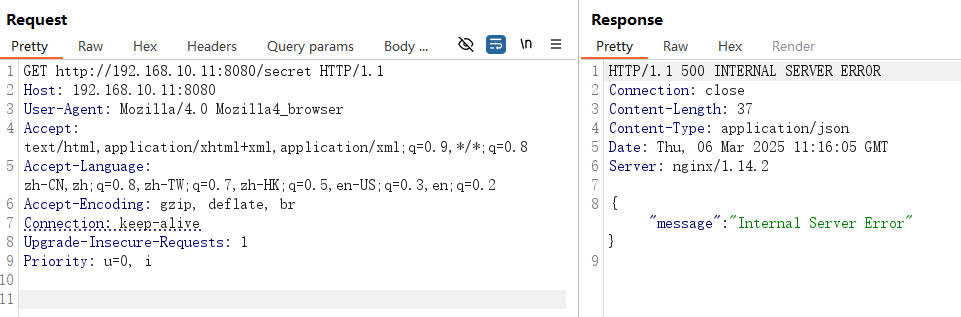 Request
Pretty Raw Hex Headers Query params Body ... \n
1 GET http://192.168.10.11:8080/secret HTTP/1.1
2 Host: 192.168.10.11:8080
3 User-Agent: Mozilla/4.0 Mozilla4_browser
4 Accept:
text/html,application/xhtml+xml,application/xml;q=0.9,*/*;q=0.8
5 Accept-Language:
zh-CN,zh;q=0.8,zh-TW;q=0.7,zh-HK;q=0.5,en-US;q=0.3,en;q=0.2
6 Accept-Encoding: gzip, deflate, br
7 Connection: keep-alive
8 Upgrade-Insecure-Requests: 1
9 Priority: u=0, i
10
11
Response
Pretty Raw Hex Render
1 HTTP/1.1 500 INTERNAL SERVER ERROR
2 Connection: close
3 Content-Length: 37
4 Content-Type: application/json
5 Date: Thu, 06 Mar 2025 11:16:05 GMT
6 Server: nginx/1.14.2
7
8 {
"message":"Internal Server Error"
}
9